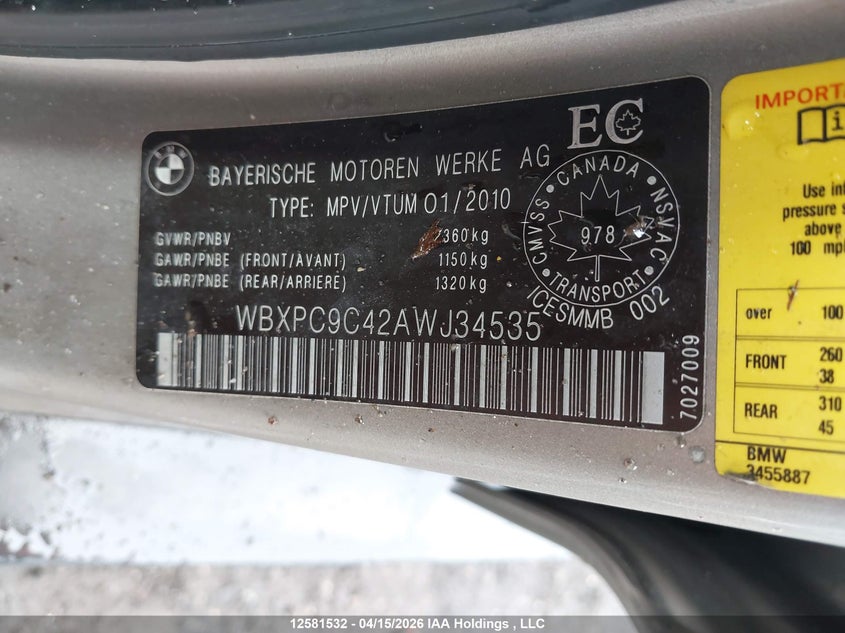 EC
BMW
BAYERISCHE MOTOREN WERKE AG
TYPE: MPV/VTUM 01/2010
GVWR/PNBV 2360 kg
GAWR/PNBE (FRONT/AVANT) 1150 kg
GAWR/PNBE (REAR/ARRIERE) 1320 kg
CMVSS · CANADA · NSVAC
978
TRANSPORT
ICESMMB 002
WBXPC9C42AWJ34535
7027009
IMPORTA
i
Use
pressure
above
100
over 100
FRONT 260
38
REAR 310
45
BMW
3455887
12581532 - 04/15/2026 IAA Holdings , LLC